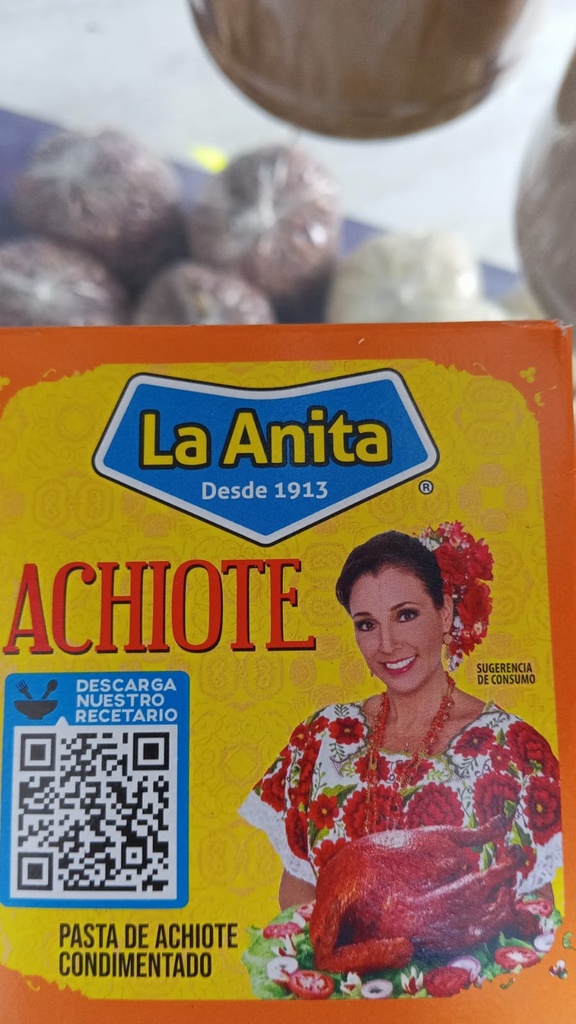 La Anita
Desde 1913
®
ACHIOTE
SUGERENCIA
DE CONSUMO
DESCARGA
NUESTRO
RECETARIO
PASTA DE ACHIOTE
CONDIMENTADO